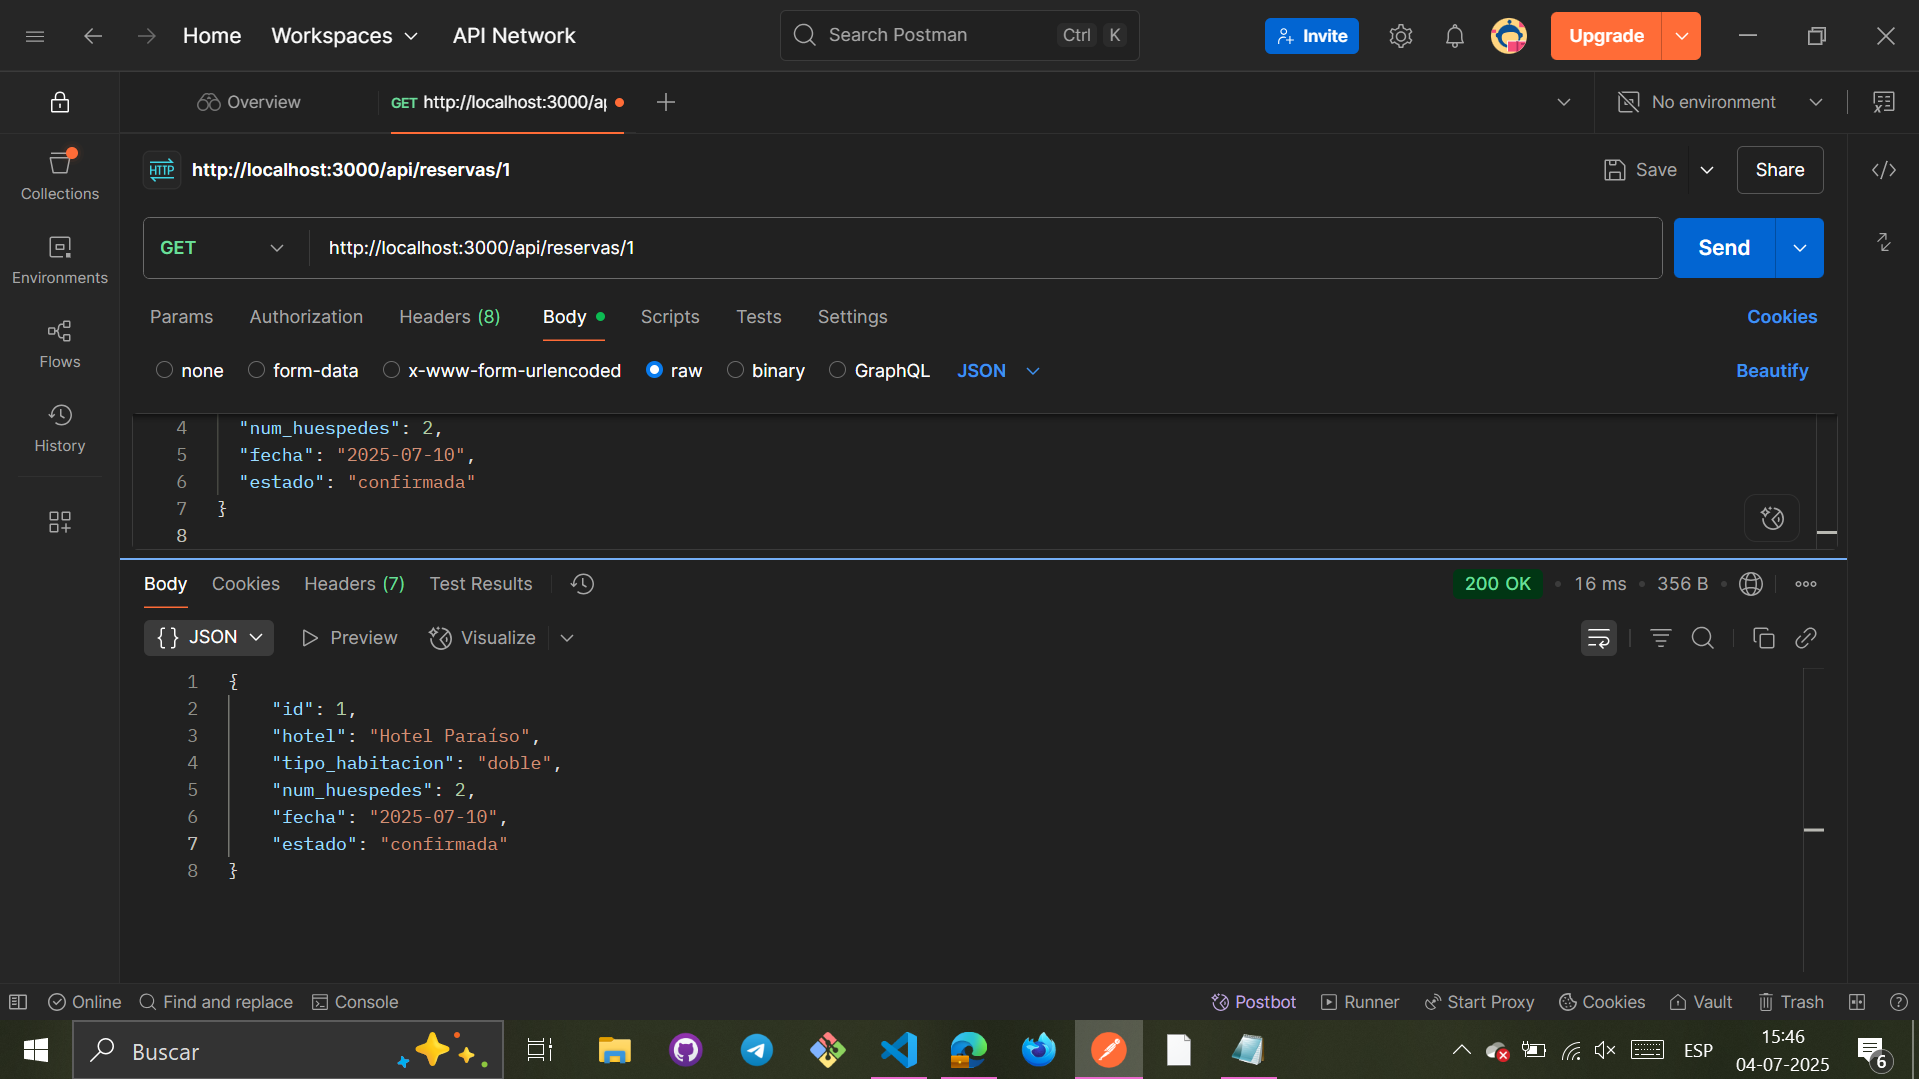 Home Workspaces API Network Search Postman Ctrl K Invite Upgrade
Overview GET http://localhost:3000/ap No environment
HTTP http://localhost:3000/api/reservas/1 Save Share
GET http://localhost:3000/api/reservas/1 Send
Params Authorization Headers (8) Body Scripts Tests Settings Cookies
none form-data x-www-form-urlencoded raw binary GraphQL JSON Beautify
Collections
Environments
Flows
History
4 "num_huespedes": 2,
5 "fecha": "2025-07-10",
6 "estado": "confirmada"
7 }
8
Body Cookies Headers (7) Test Results 200 OK • 16 ms • 356 B
{} JSON Preview Visualize
1 {
2 "id": 1,
3 "hotel": "Hotel Paraíso",
4 "tipo_habitacion": "doble",
5 "num_huespedes": 2,
6 "fecha": "2025-07-10",
7 "estado": "confirmada"
8 }
Online Find and replace Console Postbot Runner Start Proxy Cookies Vault Trash
Buscar ESP 15:46
04-07-2025 6